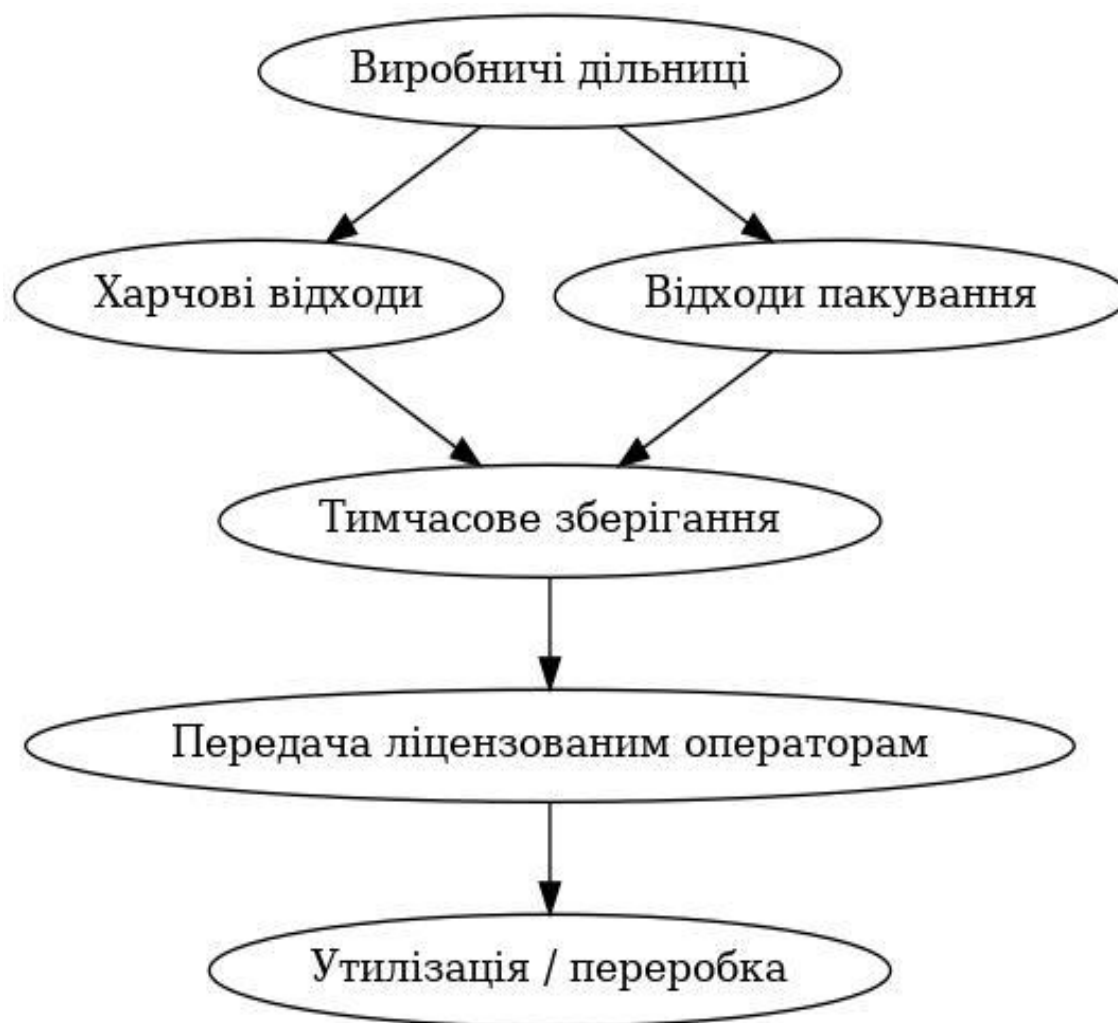 Виробничі дільниці
Харчові відходи
Відходи пакування
Тимчасове зберігання
Передача ліцензованим операторам
Утилізація / переробка